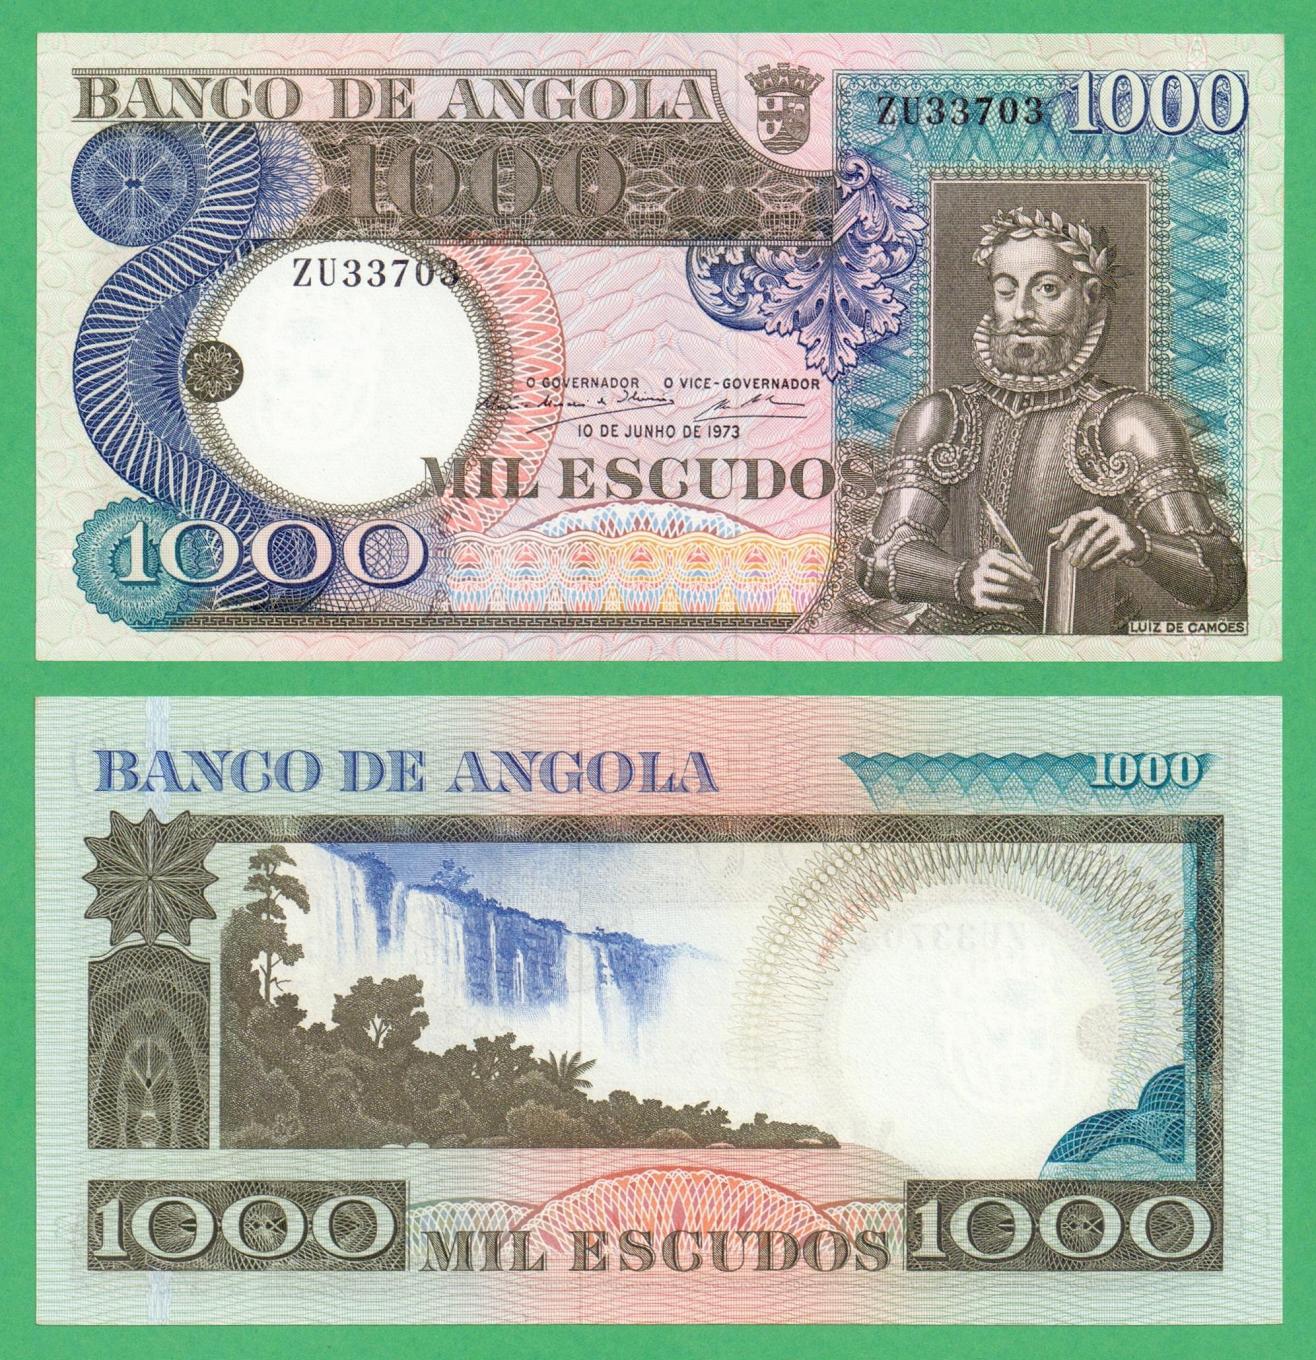 BANCO DE ANGOLA
ZU33703 1000
1000
ZU33703
O GOVERNADOR O VICE-GOVERNADOR
10 DE JUNHO DE 1973
MIL ESCUDOS
1000
LUIZ DE CAMÕES
BANCO DE ANGOLA
1000
1000 MIL ESCUDOS 1000